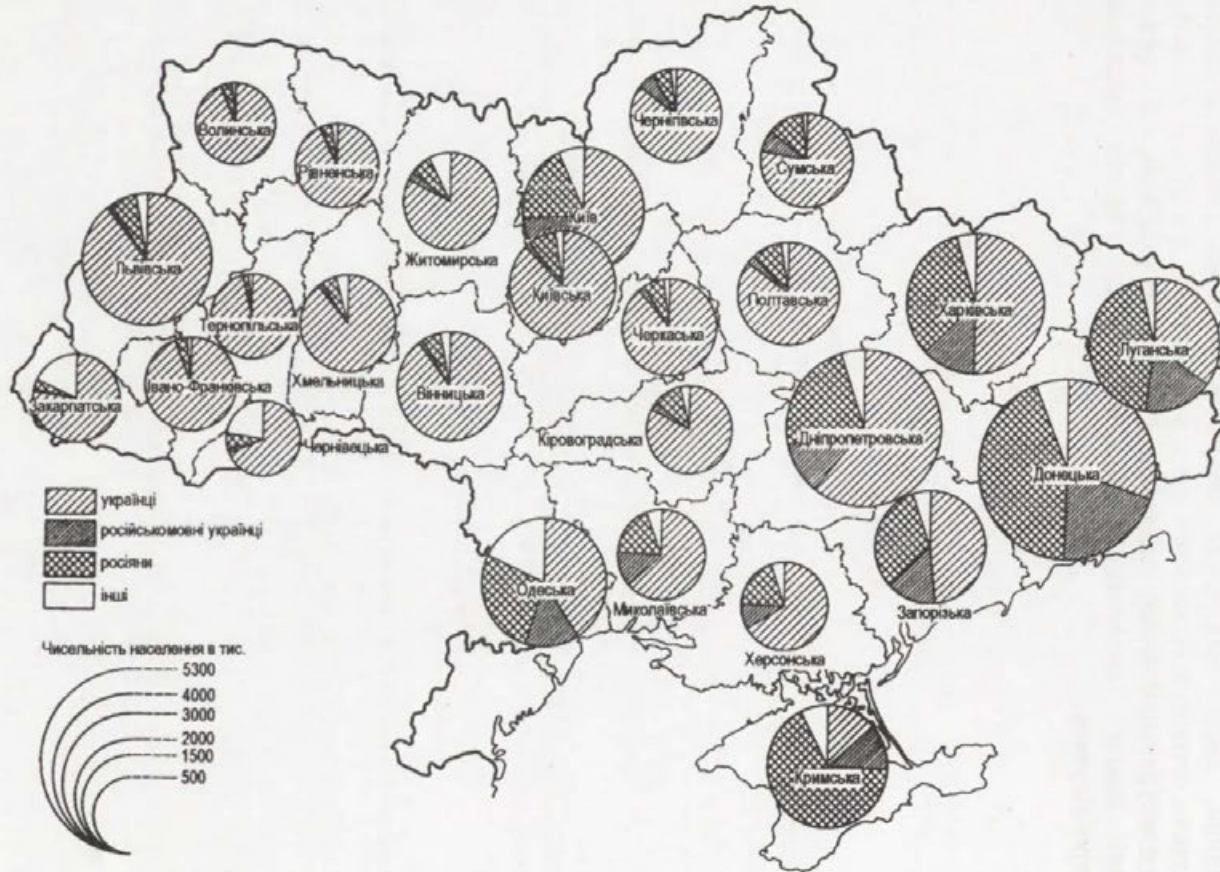 Волинська
Рівненська
Житомирська
Київ
Київська
Чернігівська
Сумська
Львівська
Тернопільська
Хмельницька
Вінницька
Черкаська
Полтавська
Харківська
Луганська
Закарпатська
Івано-Франківська
Чернівецька
Кіровоградська
Дніпропетровська
Донецька
Одеська
Миколаївська
Херсонська
Запорізька
Кримська
українці
російськомовні українці
росіяни
інші
Чисельність населення в тис.
5300
4000
3000
2000
1500
500